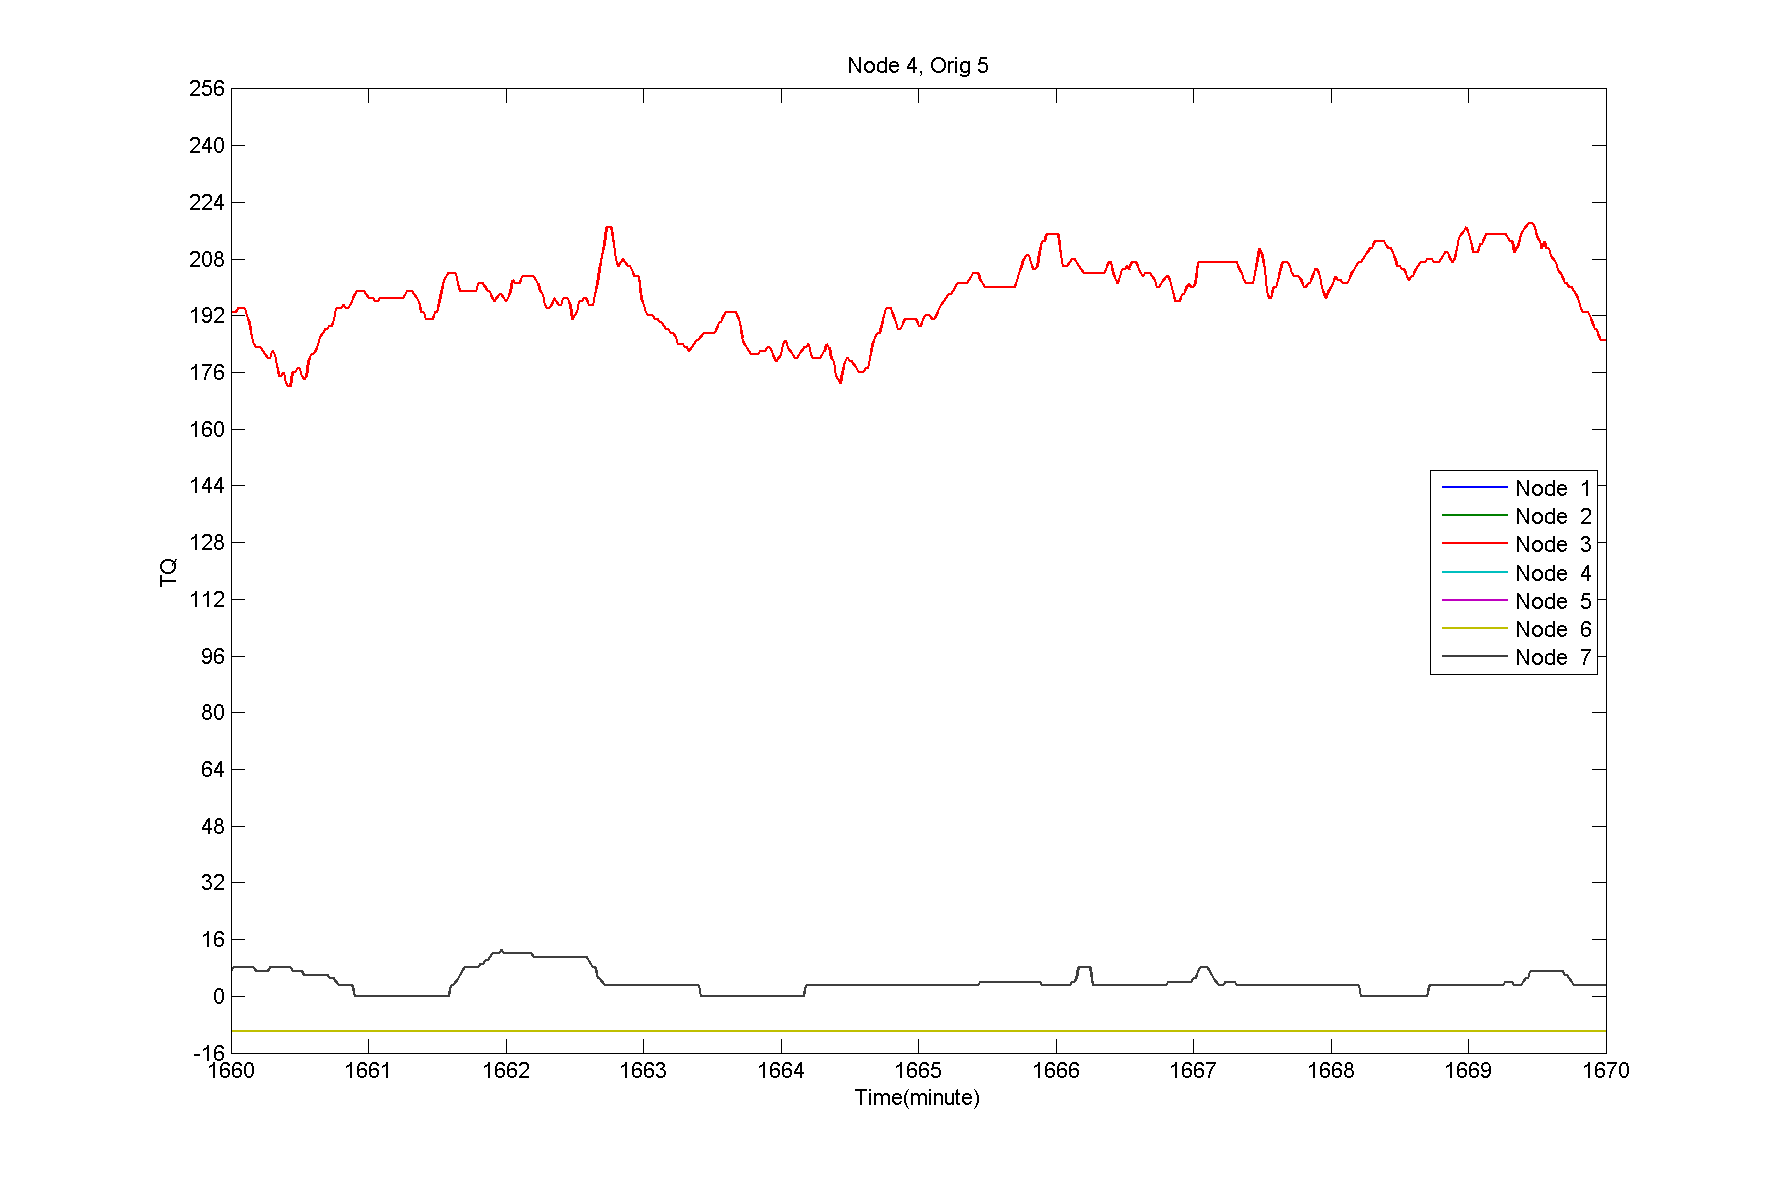 Node 4, Orig 5
256
240
224
208
192
176
160
144
128
112
96
80
64
48
32
16
0
-16
TQ
Node 1
Node 2
Node 3
Node 4
Node 5
Node 6
Node 7
1660 1661 1662 1663 1664 1665 1666 1667 1668 1669 1670
Time(minute)